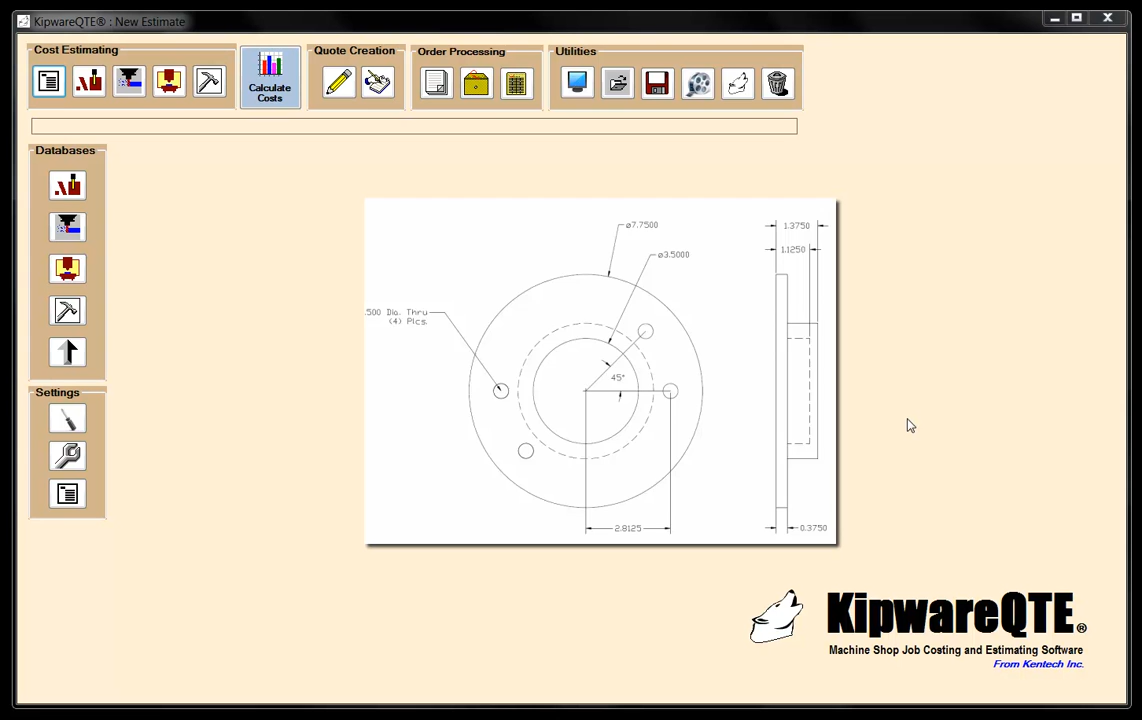 KipwareQTE® : New Estimate
Cost Estimating
Calculate
Costs
Quote Creation
Order Processing
Utilities
Databases
Settings
⌀7.7500
⌀3.5000
1.3750
1.1250
.500 Dia. Thru
(4) Plcs.
45°
2.8125
0.3750
KipwareQTE®
Machine Shop Job Costing and Estimating Software
From Kentech Inc.